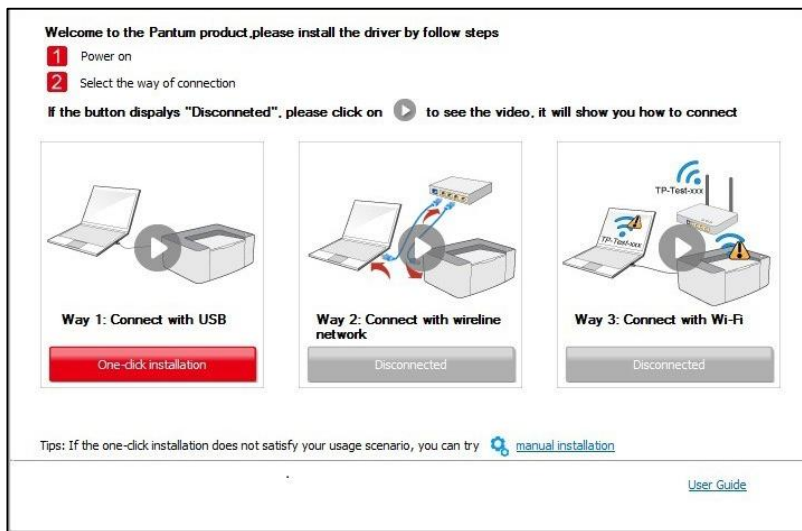 Welcome to the Pantum product,please install the driver by follow steps
1 Power on
2 Select the way of connection
If the button dispalys "Disconneted", please click on to see the video, it will show you how to connect
TP-Test-xxx
TP-Test-xxx
Way 1: Connect with USB
Way 2: Connect with wireline
network
Way 3: Connect with Wi-Fi
One-click installation
Disconnected
Disconnected
Tips: If the one-click installation does not satisfy your usage scenario, you can try manual installation
User Guide